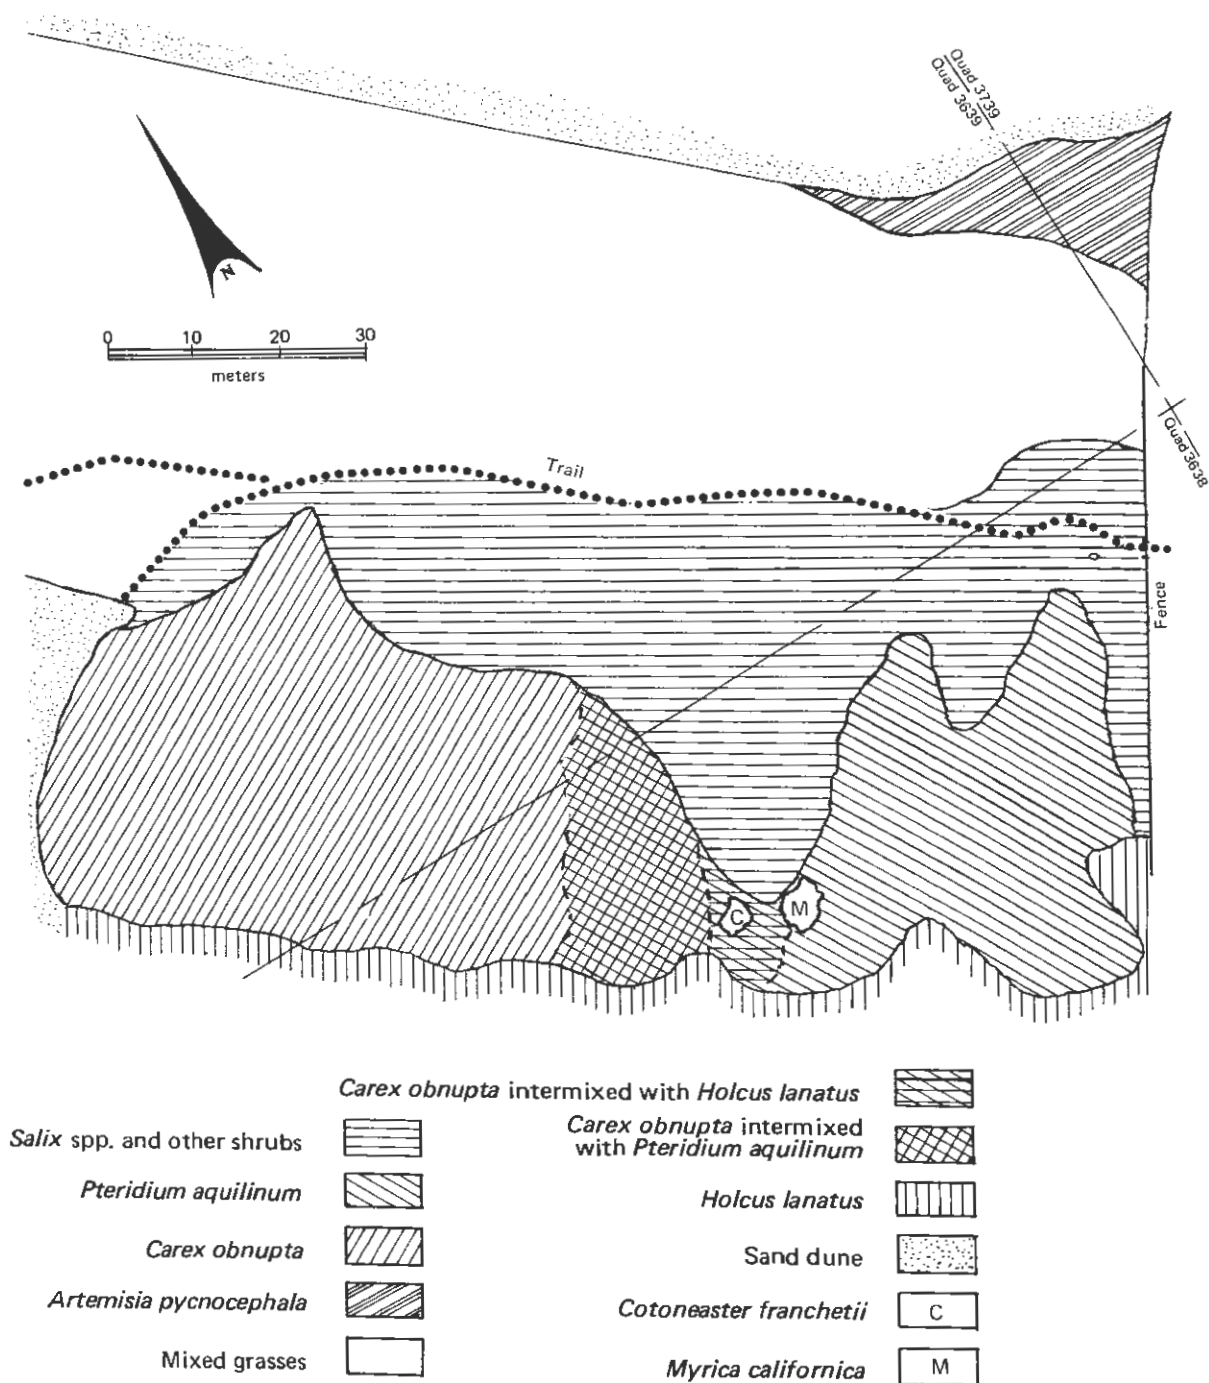 Quad 3739
Quad 3639
N
0 10 20 30
meters
Trail
Quad 3638
Fence
C
M
Carex obnupta intermixed with Holcus lanatus
Salix spp. and other shrubs
Carex obnupta intermixed
with Pteridium aquilinum
Pteridium aquilinum
Holcus lanatus
Carex obnupta
Sand dune
Artemisia pycnocephala
Cotoneaster franchetii
C
Mixed grasses
Myrica californica
M